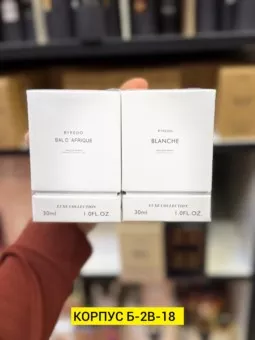 BYREDO
BAL D' AFRIQUE
LUXE COLLECTION
30ml 1.0FL.OZ
BYREDO
BLANCHE
LUXE COLLECTION
30ml 1.0FL.OZ.
КОРПУС Б-2В-18